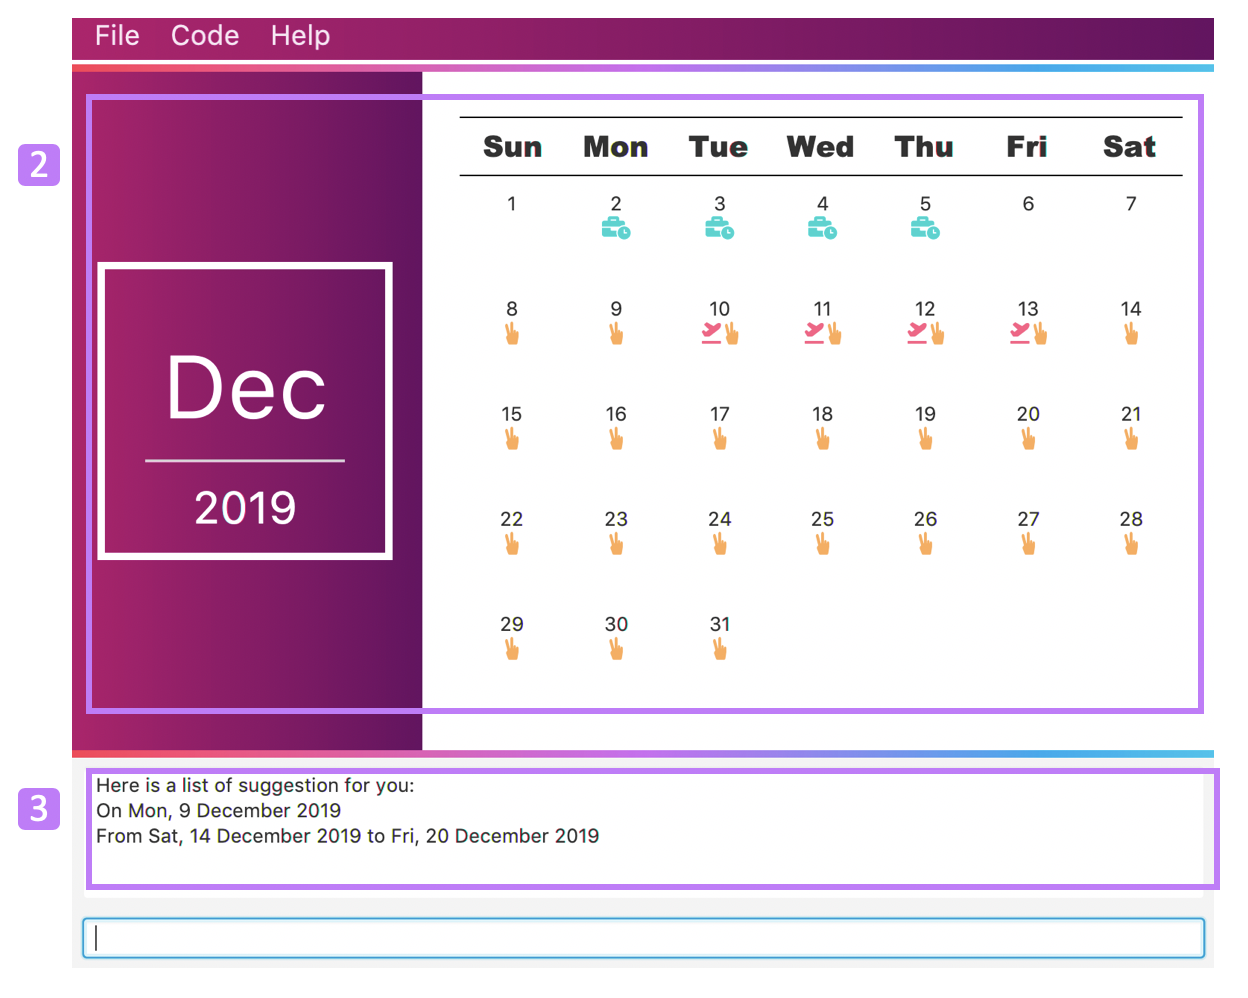 File Code Help
2
Sun Mon Tue Wed Thu Fri Sat
1 2 3 4 5 6 7
8 9 10 11 12 13 14
Dec
2019
15 16 17 18 19 20 21
22 23 24 25 26 27 28
29 30 31
3
Here is a list of suggestion for you:
On Mon, 9 December 2019
From Sat, 14 December 2019 to Fri, 20 December 2019